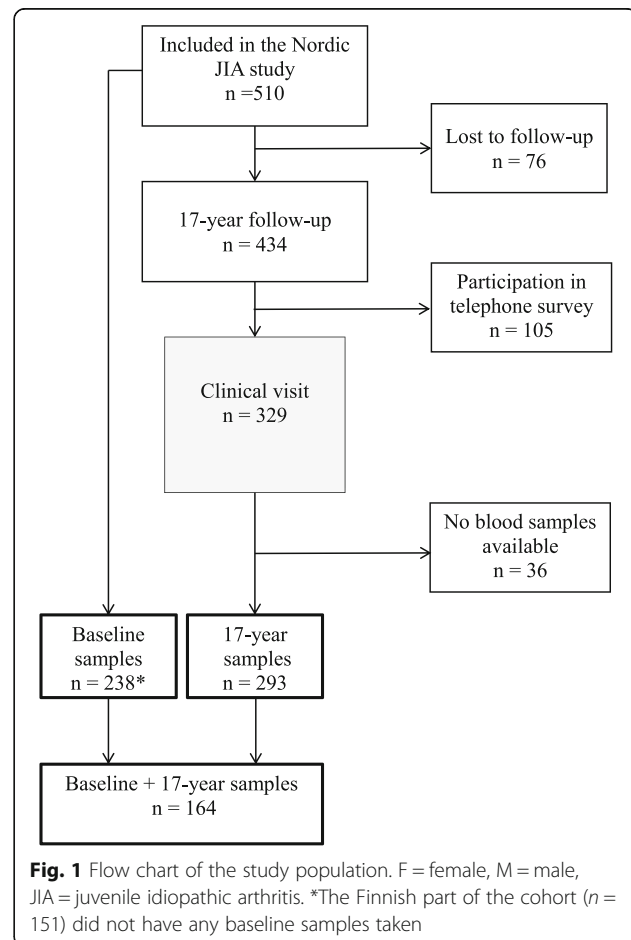 Included in the Nordic
JIA study
n =510
Lost to follow-up
n = 76
17-year follow-up
n = 434
Participation in
telephone survey
n = 105
Clinical visit
n = 329
No blood samples
available
n = 36
Baseline
samples
n = 238*
17-year
samples
n = 293
Baseline + 17-year samples
n = 164
Fig. 1 Flow chart of the study population. F = female, M = male,
JIA = juvenile idiopathic arthritis. *The Finnish part of the cohort (n =
151) did not have any baseline samples taken